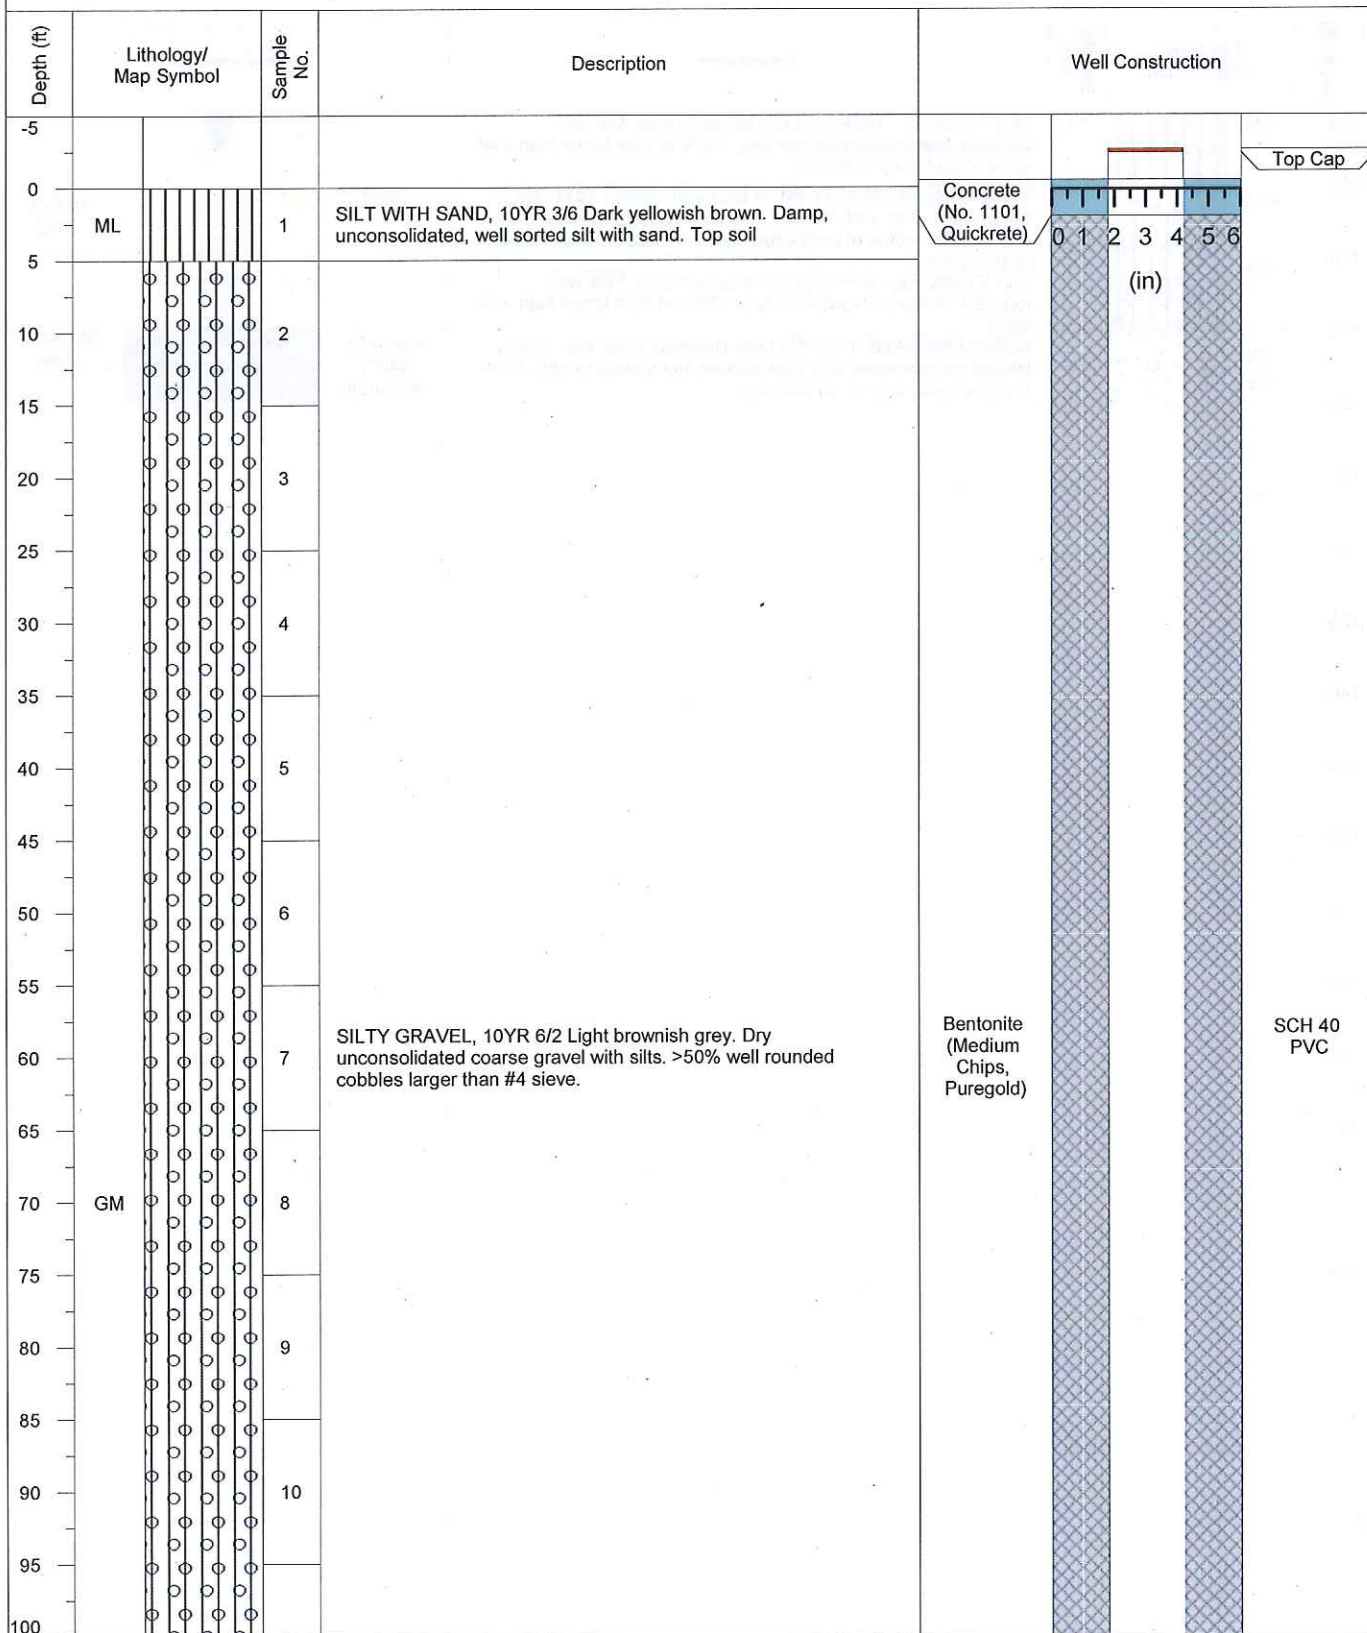 Depth (ft)
Lithology/
Map Symbol
Sample
No.
Description
Well Construction
-5
Top Cap
0
ML
1
SILT WITH SAND, 10YR 3/6 Dark yellowish brown. Damp,
unconsolidated, well sorted silt with sand. Top soil
Concrete
(No. 1101,
Quickrete)
0 1 2 3 4 5 6
(in)
5
10
2
15
20
3
25
30
4
35
40
5
45
50
6
55
60
7
SILTY GRAVEL, 10YR 6/2 Light brownish grey. Dry
unconsolidated coarse gravel with silts. >50% well rounded
cobbles larger than #4 sieve.
Bentonite
(Medium
Chips,
Puregold)
SCH 40
PVC
65
70
GM
8
75
80
9
85
90
10
95
100